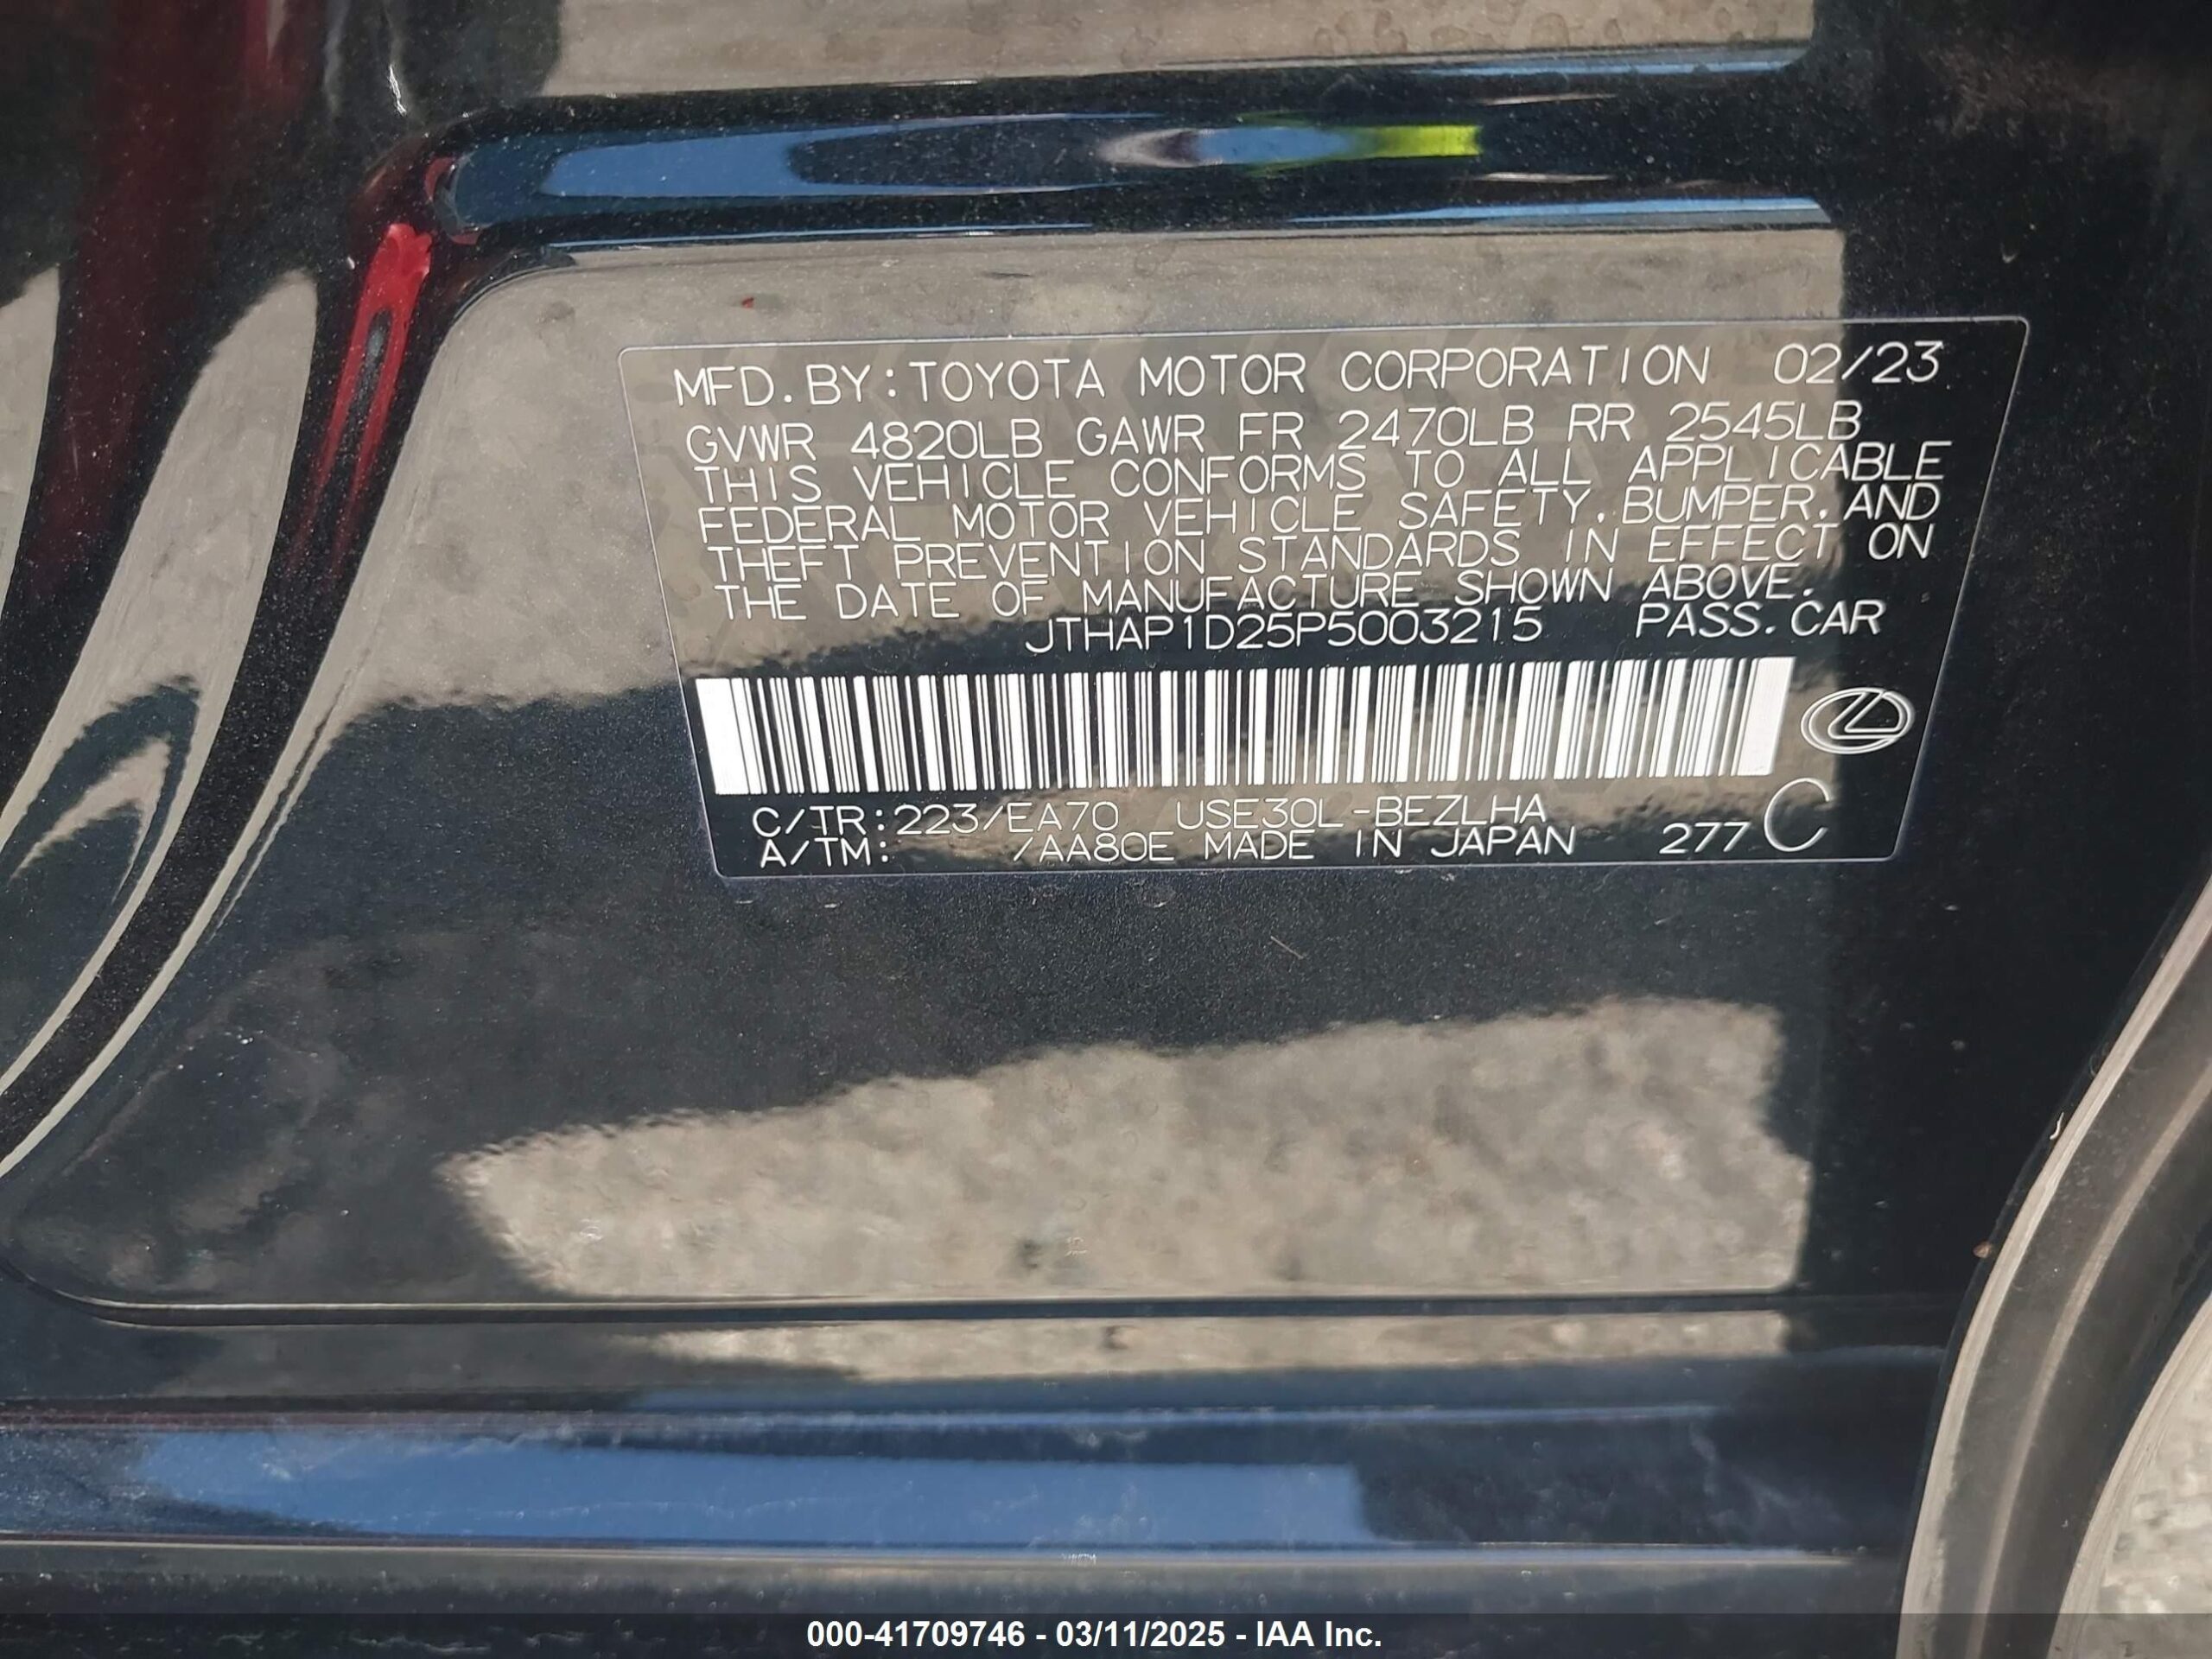 MFD.BY:TOYOTA MOTOR CORPORATION 02/23
GVWR 4820LB GAWR FR 2470LB RR 2545LB
THIS VEHICLE CONFORMS TO ALL APPLICABLE
FEDERAL MOTOR VEHICLE SAFETY,BUMPER,AND
THEFT PREVENTION STANDARDS IN EFFECT ON
THE DATE OF MANUFACTURE SHOWN ABOVE.
JTHAP1D25P5003215 PASS.CAR
C/TR:223/EA70 USE30L-BEZLHA
A/TM: /AA80E MADE IN JAPAN 277 C
000-41709746 - 03/11/2025 - IAA Inc.